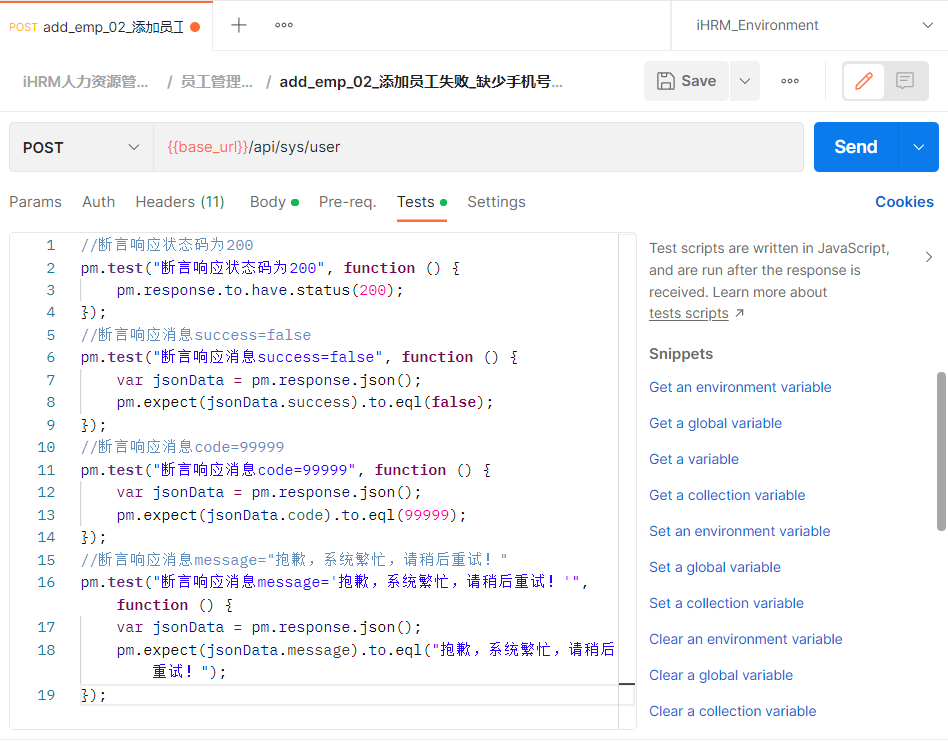 POST add_emp_02_添加员工
iHRM_Environment
iHRM人力资源管... / 员工管理... / add_emp_02_添加员工失败_缺少手机号...
Save
POST
{{base_url}}/api/sys/user
Send
Params Auth Headers (11) Body Pre-req. Tests Settings
Cookies
1 //断言响应状态码为200
2 pm.test("断言响应状态码为200", function () {
3 pm.response.to.have.status(200);
4 });
5 //断言响应消息success=false
6 pm.test("断言响应消息success=false", function () {
7 var jsonData = pm.response.json();
8 pm.expect(jsonData.success).to.eql(false);
9 });
10 //断言响应消息code=99999
11 pm.test("断言响应消息code=99999", function () {
12 var jsonData = pm.response.json();
13 pm.expect(jsonData.code).to.eql(99999);
14 });
15 //断言响应消息message="抱歉，系统繁忙，请稍后重试！"
16 pm.test("断言响应消息message='抱歉，系统繁忙，请稍后重试！'",
function () {
17 var jsonData = pm.response.json();
18 pm.expect(jsonData.message).to.eql("抱歉，系统繁忙，请稍后
重试！");
19 });
Test scripts are written in JavaScript,
and are run after the response is
received. Learn more about
tests scripts ↗
Snippets
Get an environment variable
Get a global variable
Get a variable
Get a collection variable
Set an environment variable
Set a global variable
Set a collection variable
Clear an environment variable
Clear a global variable
Clear a collection variable